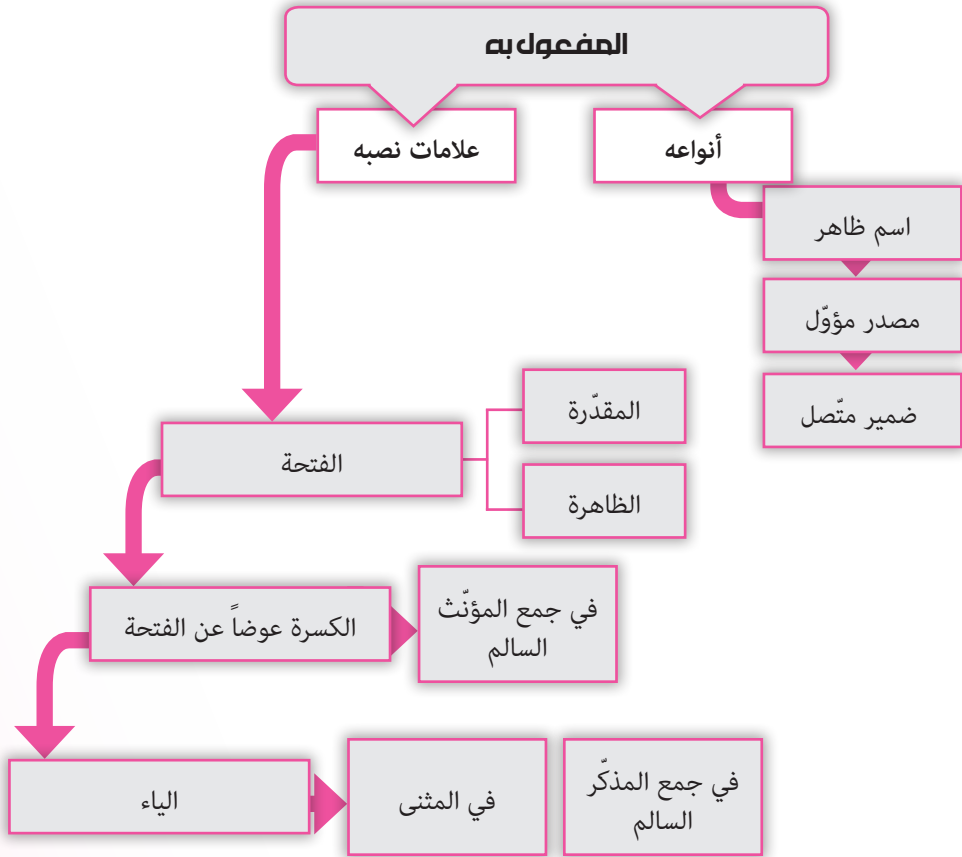 المفعول به
أنواعه
علامات نصبه
اسم ظاهر
مصدر مؤوّل
ضمير متّصل
المقدّرة
الفتحة
الظاهرة
الكسرة عوضاً عن الفتحة
في جمع المؤنّث
السالم
الياء
في المثنى
في جمع المذكّر
السالم